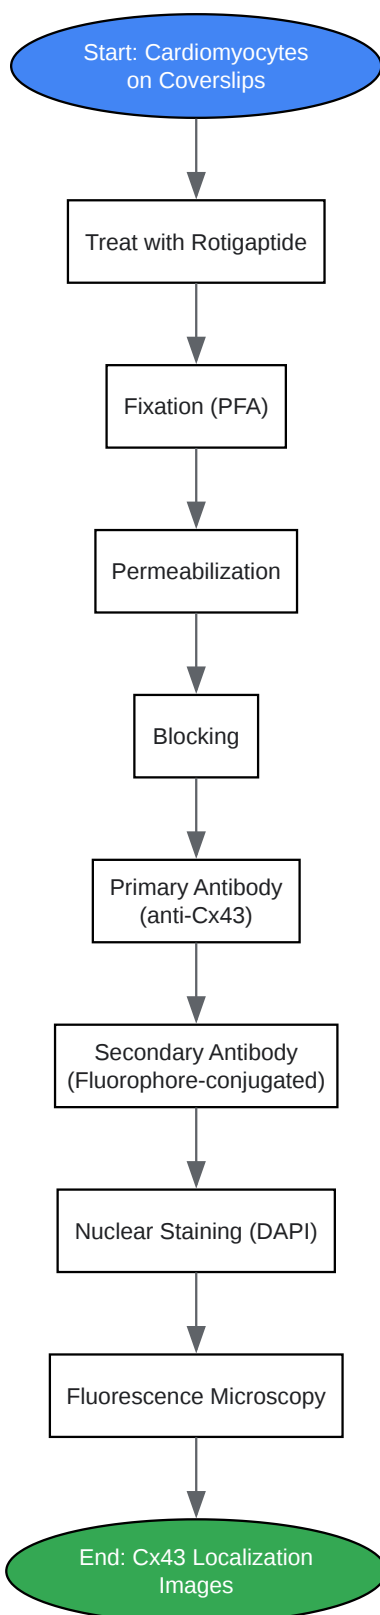 Start: Cardiomyocytes
on Coverslips
Treat with Rotigaptide
Fixation (PFA)
Permeabilization
Blocking
Primary Antibody
(anti-Cx43)
Secondary Antibody
(Fluorophore-conjugated)
Nuclear Staining (DAPI)
Fluorescence Microscopy
End: Cx43 Localization
Images